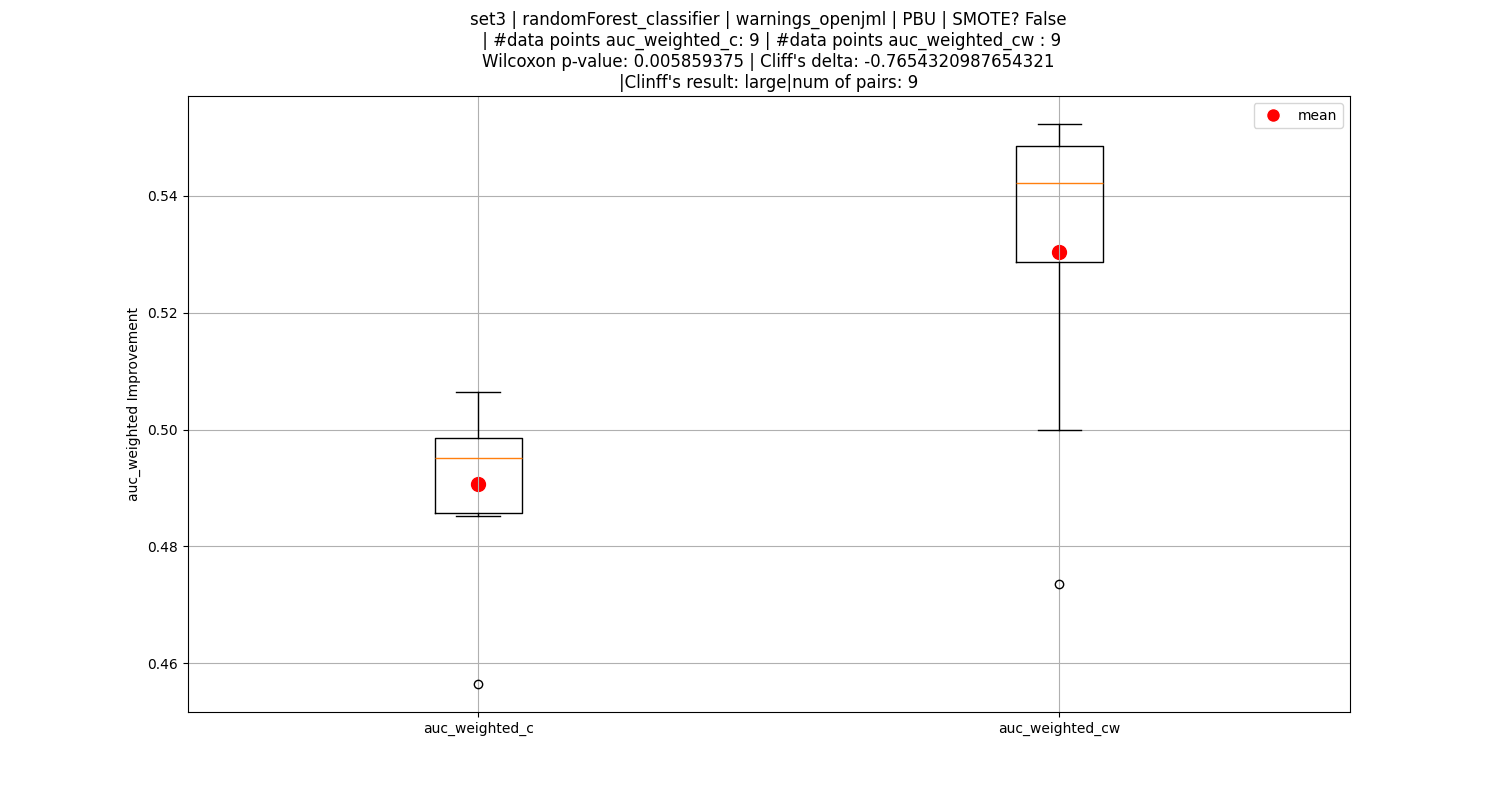 set3 | randomForest_classifier | warnings_openjml | PBU | SMOTE? False
| #data points auc_weighted_c: 9 | #data points auc_weighted_cw : 9
Wilcoxon p-value: 0.005859375 | Cliff's delta: -0.7654320987654321
|Clinff's result: large|num of pairs: 9
mean
auc_weighted Improvement
0.54
0.52
0.50
0.48
0.46
auc_weighted_c
auc_weighted_cw